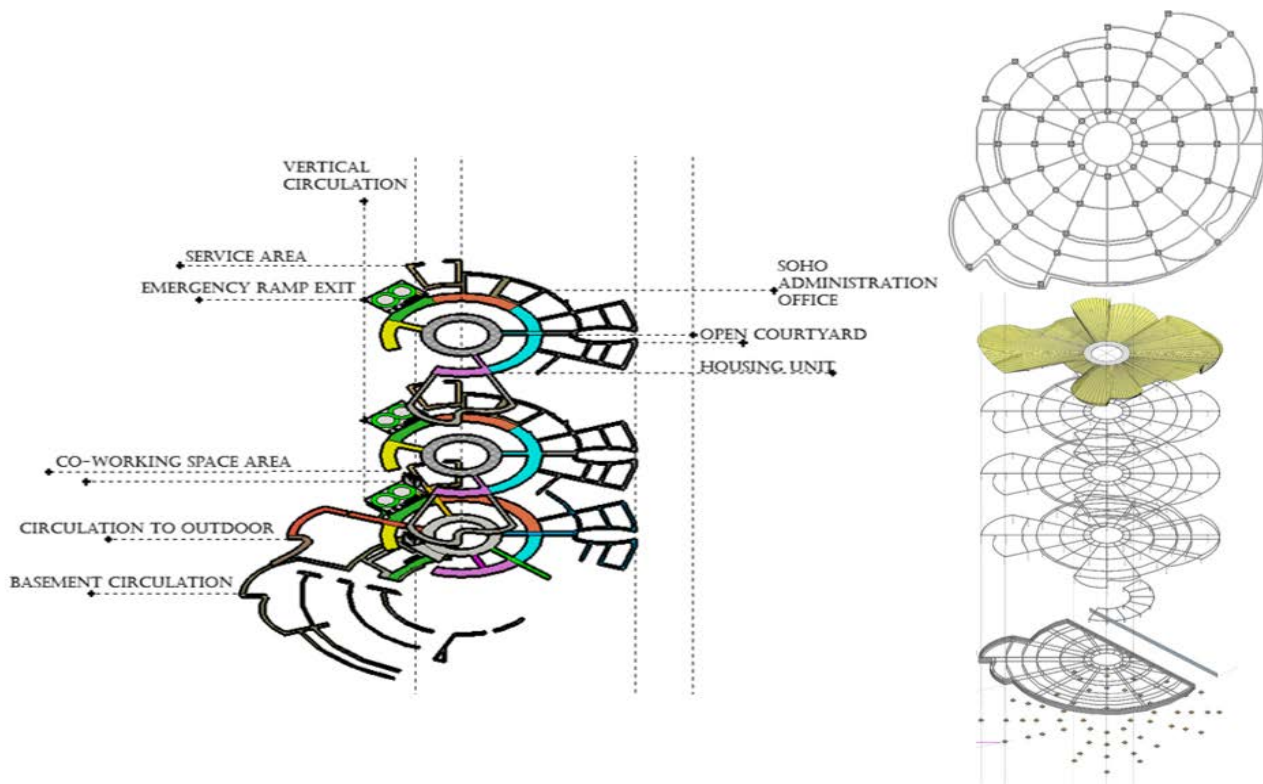 VERTICAL
CIRCULATION
SERVICE AREA
EMERGENCY RAMP EXIT
SOHO
ADMINISTRATION
OFFICE
OPEN COURTYARD
HOUSING UNIT
CO-WORKING SPACE AREA
CIRCULATION TO OUTDOOR
BASEMENT CIRCULATION